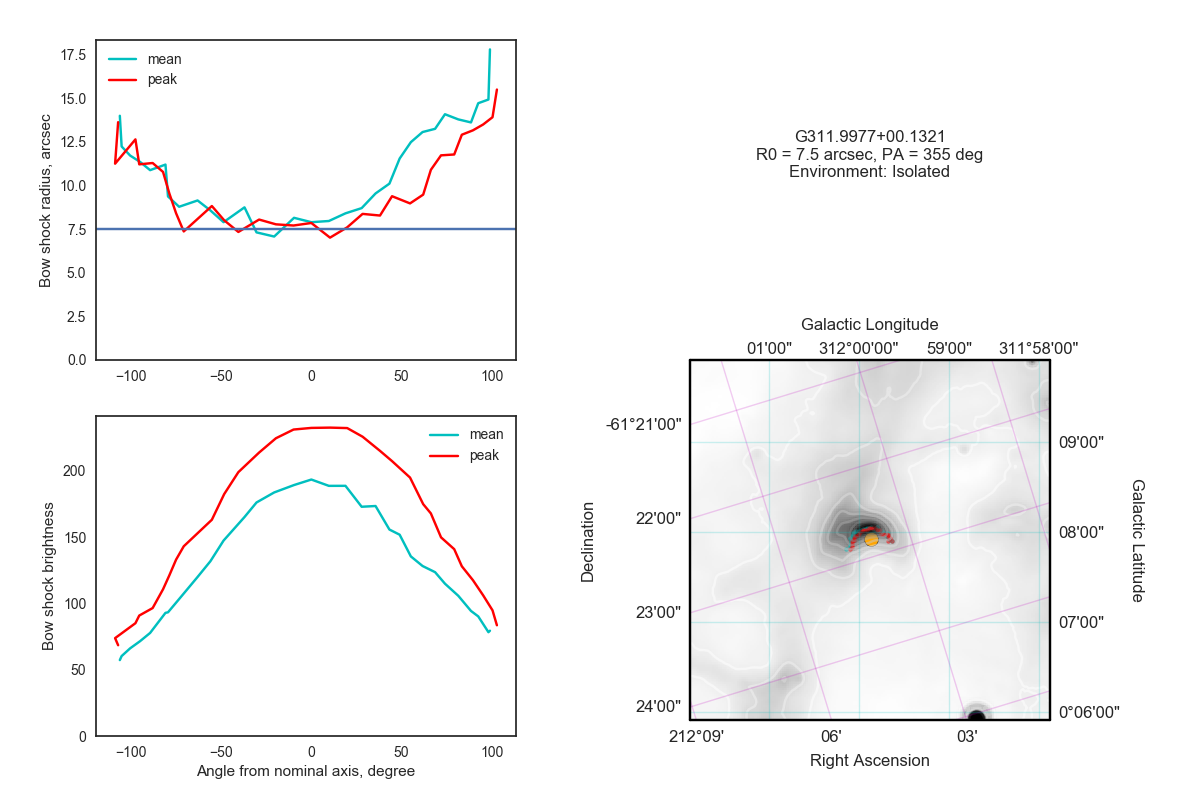 17.5
15.0
12.5
10.0
7.5
5.0
2.5
0.0
Bow shock radius, arcsec
mean
peak
−100
−50
0
50
100
G311.9977+00.1321
R0 = 7.5 arcsec, PA = 355 deg
Environment: Isolated
200
150
100
50
0
Bow shock brightness
mean
peak
−100
−50
0
50
100
Angle from nominal axis, degree
Galactic Longitude
01'00" 312°00'00" 59'00" 311°58'00"
-61°21'00"
22'00"
23'00"
24'00"
Declination
09'00"
08'00"
07'00"
0°06'00"
Galactic Latitude
212°09' 06' 03'
Right Ascension